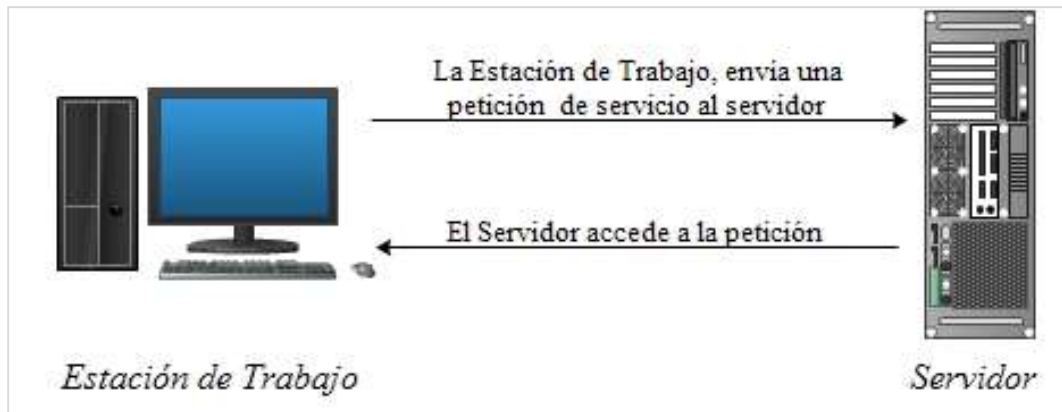 La Estación de Trabajo, envía una
petición de servicio al servidor
El Servidor accede a la petición
Estación de Trabajo
Servidor